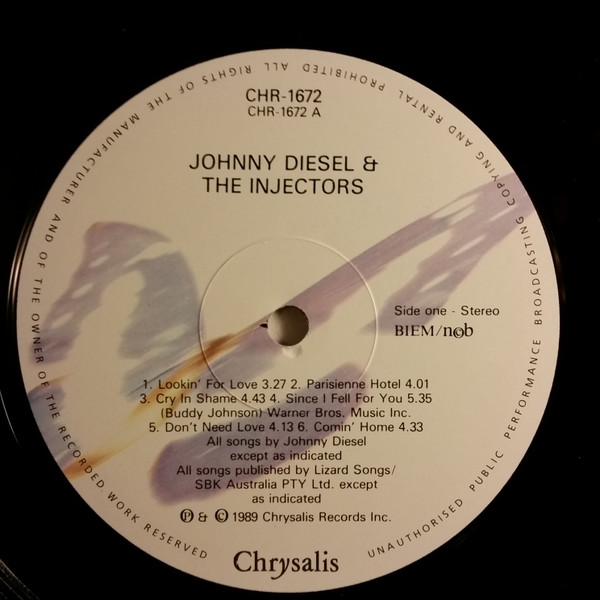 CHR-1672
CHR-1672 A
JOHNNY DIESEL &
THE INJECTORS
Side one - Stereo
BIEM/n©b
1. Lookin' For Love 3.27 2. Parisienne Hotel 4.01
3. Cry In Shame 4.43 4. Since I Fell For You 5.35
(Buddy Johnson) Warner Bros. Music Inc.
5. Don't Need Love 4.13 6. Comin' Home 4.33
All songs by Johnny Diesel
except as indicated
All songs published by Lizard Songs/
SBK Australia PTY Ltd. except
as indicated
℗ & © 1989 Chrysalis Records Inc.
Chrysalis
ALL RIGHTS OF THE MANUFACTURER AND OF THE OWNER OF THE RECORDED WORK RESERVED
UNAUTHORISED PUBLIC PERFORMANCE BROADCASTING COPYING AND RENTAL PROHIBITED